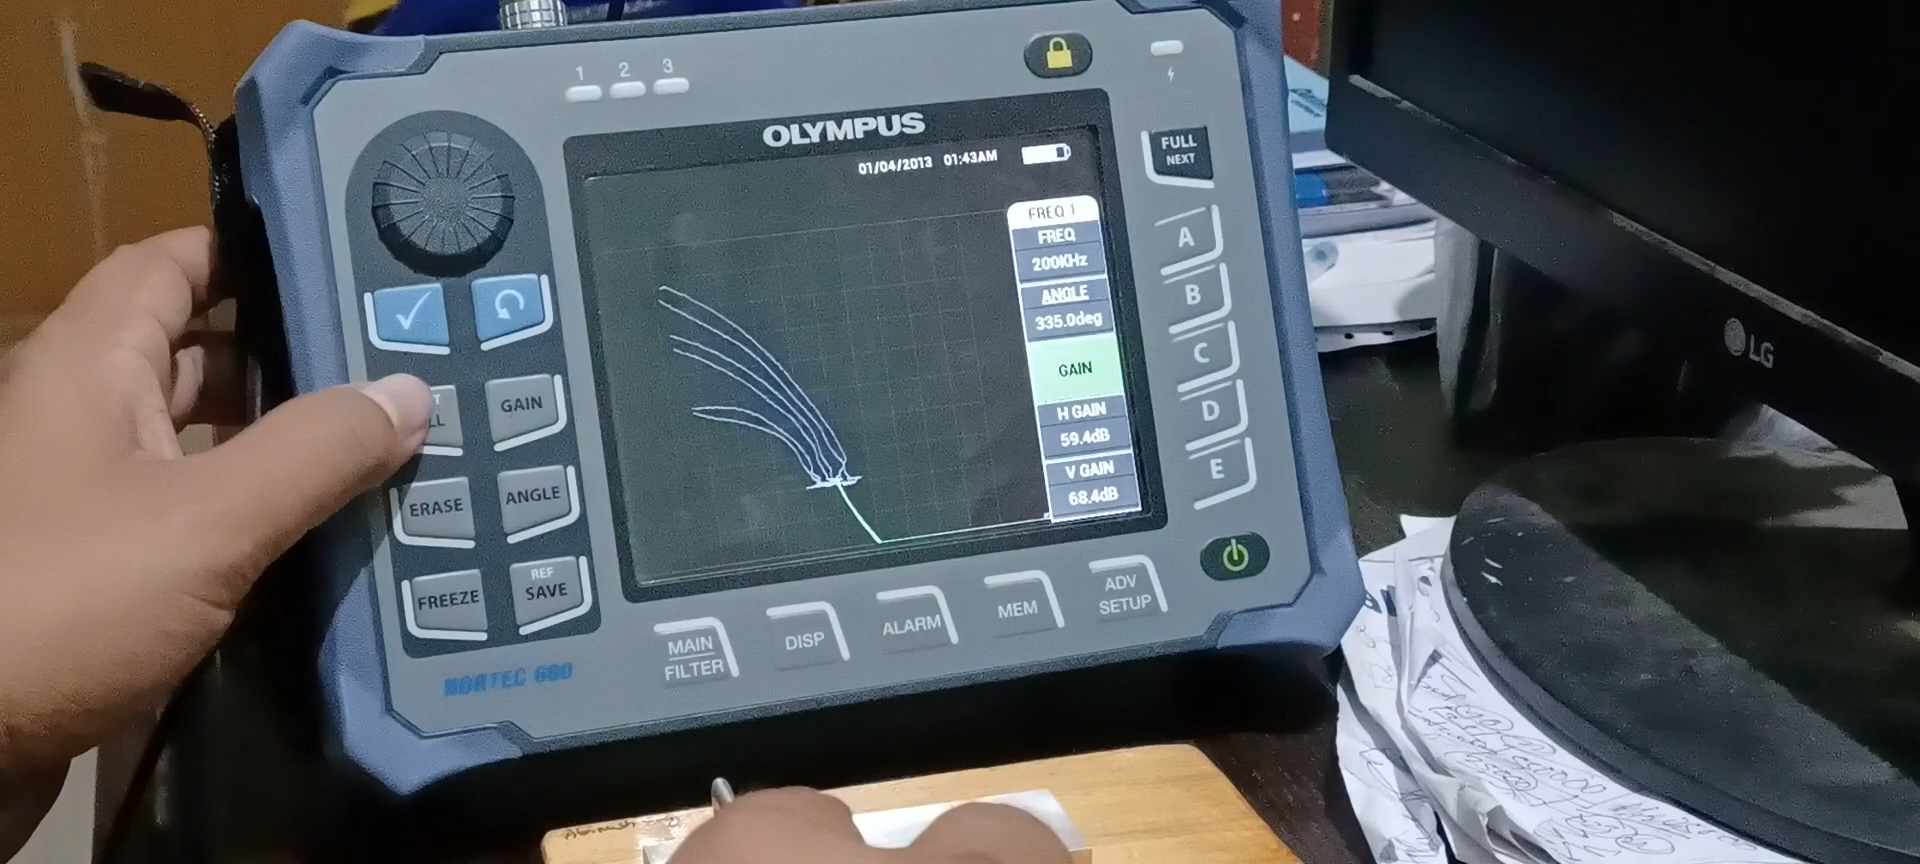 1 2 3
OLYMPUS
01/04/2013 01:43AM
FULL
NEXT
FREQ 1
FREQ
200KHz
ANGLE
335.0deg
GAIN
H GAIN
59.4dB
V GAIN
68.4dB
A
B
C
D
E
GAIN
ERASE
ANGLE
FREEZE
REF
SAVE
MAIN
FILTER
DISP
ALARM
MEM
ADV
SETUP
NORTEC 600
LG